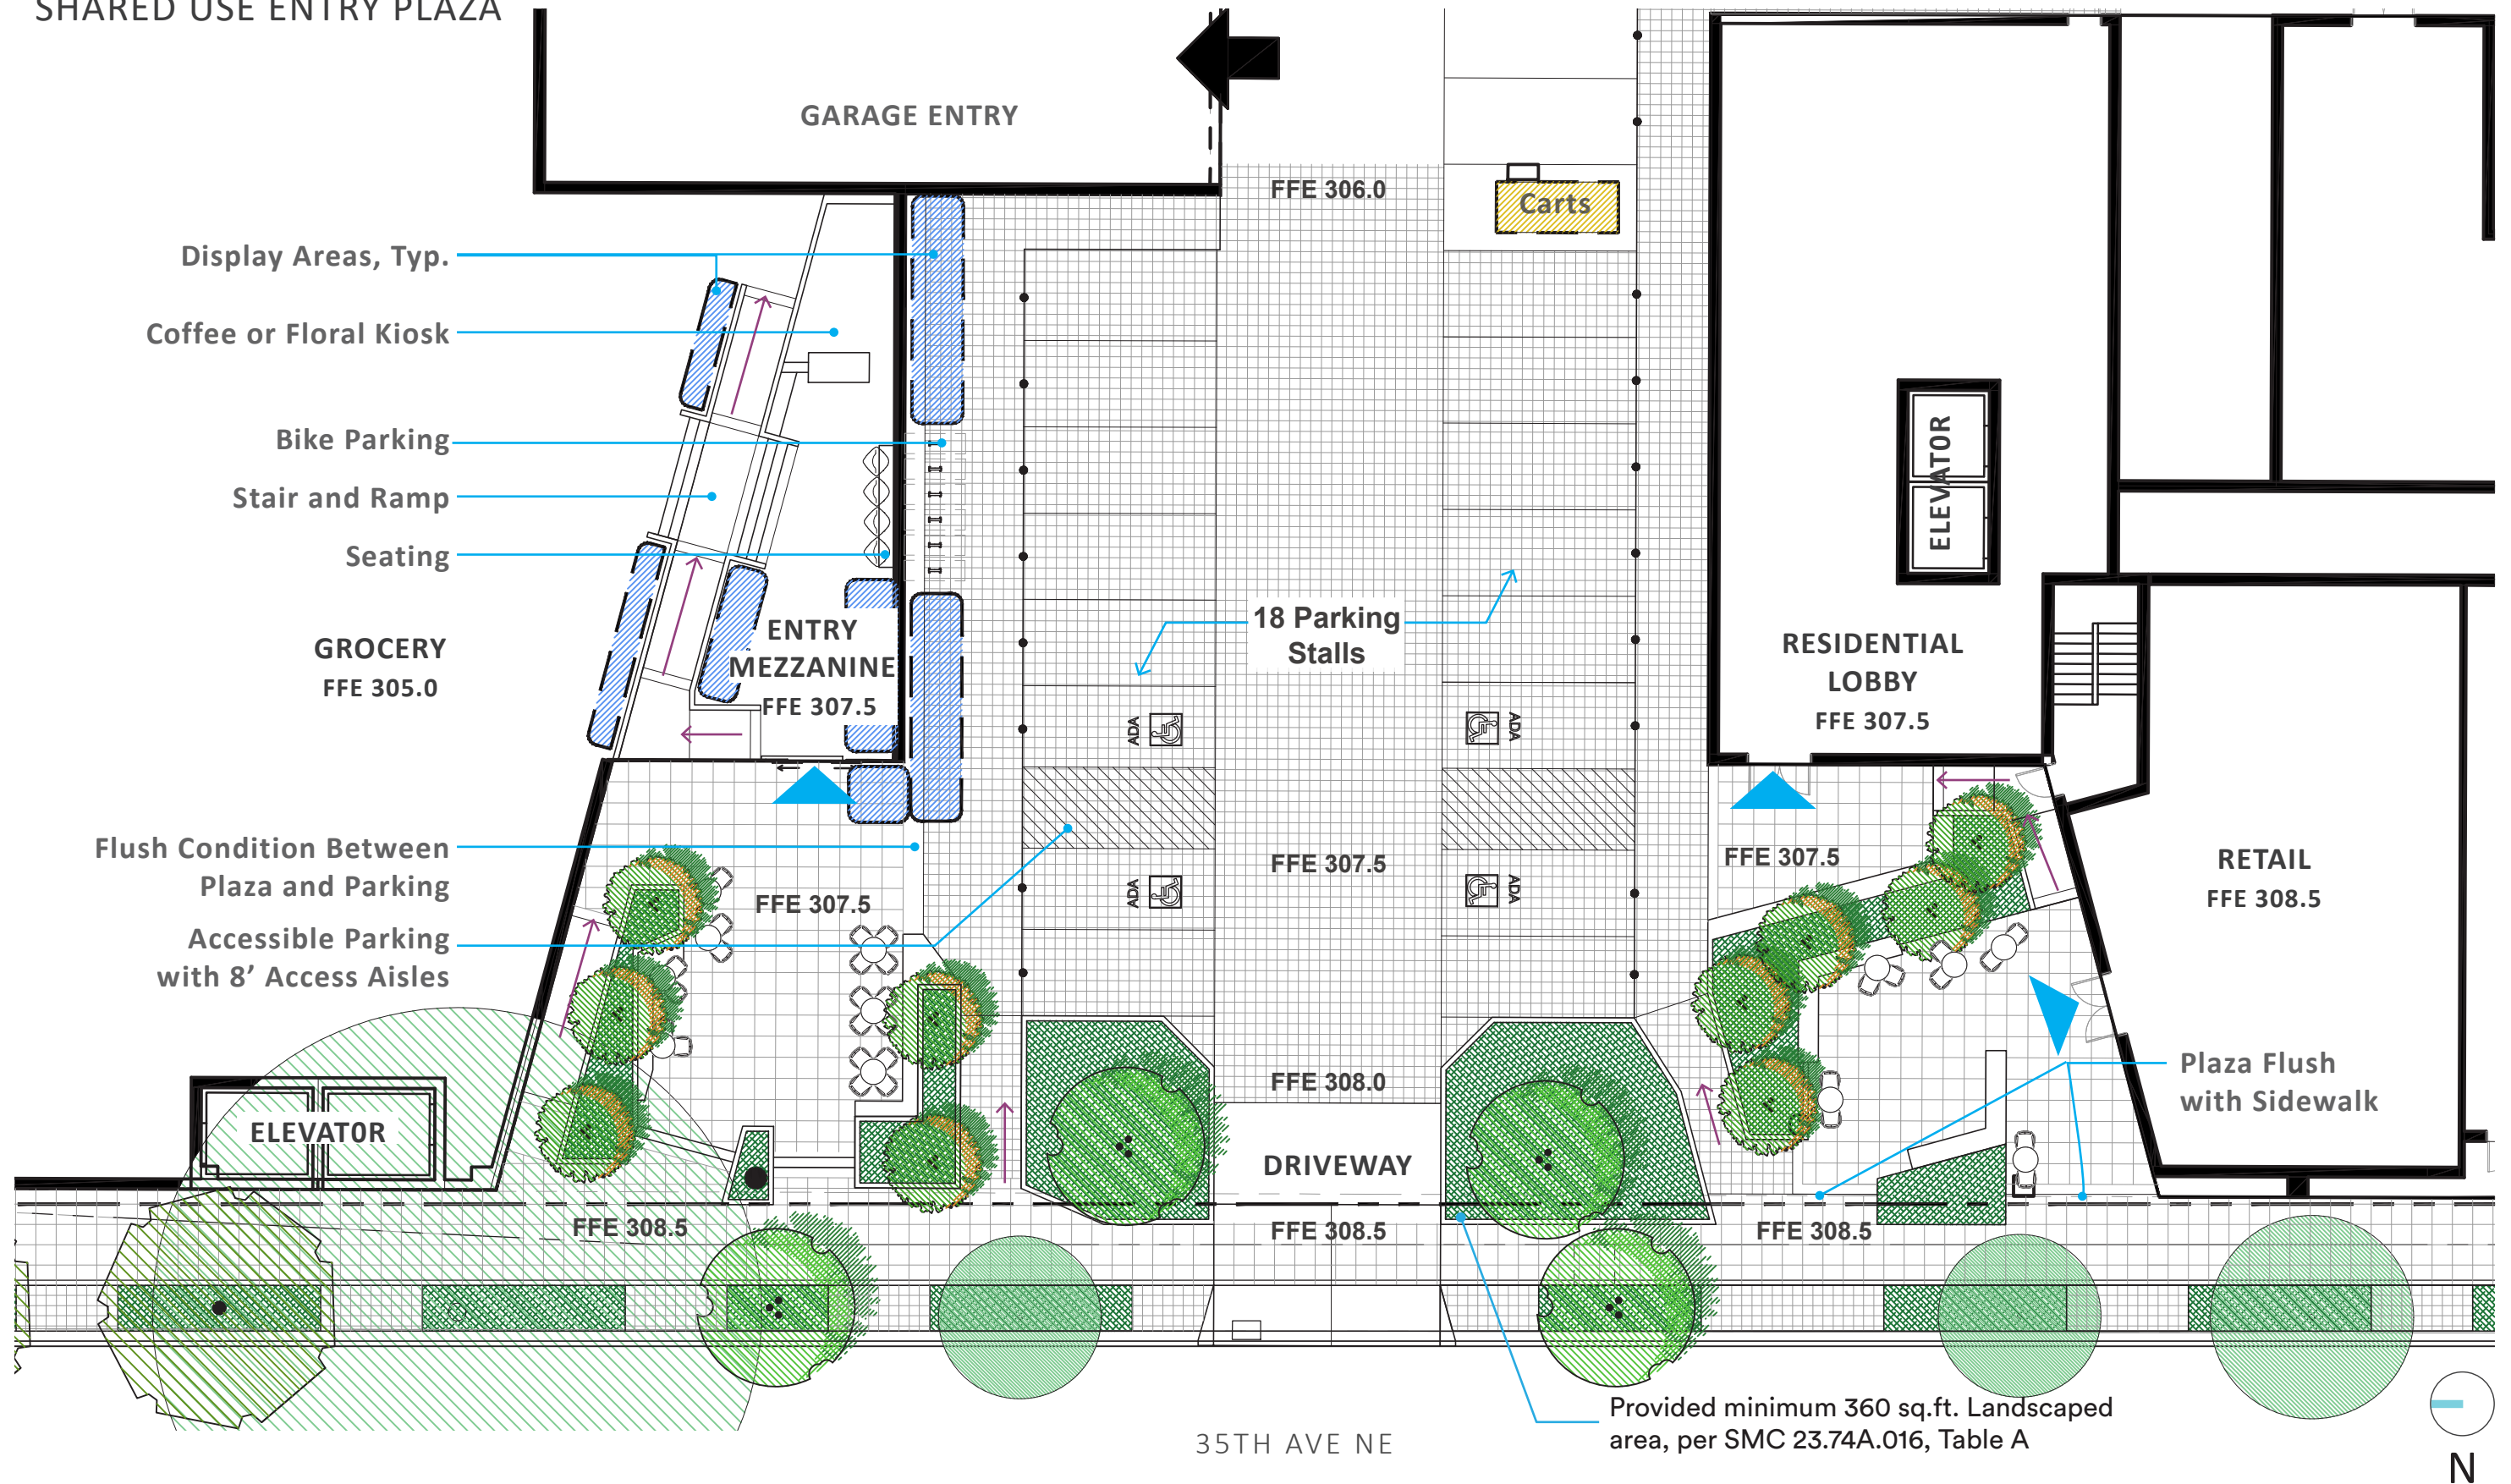 SHARED USE ENTRY PLAZA
GARAGE ENTRY
FFE 306.0
Carts
Display Areas, Typ.
Coffee or Floral Kiosk
Bike Parking
Stair and Ramp
Seating
ELEVATOR
18 Parking
Stalls
GROCERY
FFE 305.0
ENTRY
MEZZANINE
FFE 307.5
RESIDENTIAL
LOBBY
FFE 307.5
ADA
ADA
Flush Condition Between
Plaza and Parking
FFE 307.5
FFE 307.5
FFE 307.5
RETAIL
FFE 308.5
ADA
ADA
Accessible Parking
with 8’ Access Aisles
FFE 308.0
Plaza Flush
with Sidewalk
ELEVATOR
DRIVEWAY
FFE 308.5
FFE 308.5
FFE 308.5
Provided minimum 360 sq.ft. Landscaped
area, per SMC 23.74A.016, Table A
35TH AVE NE
N